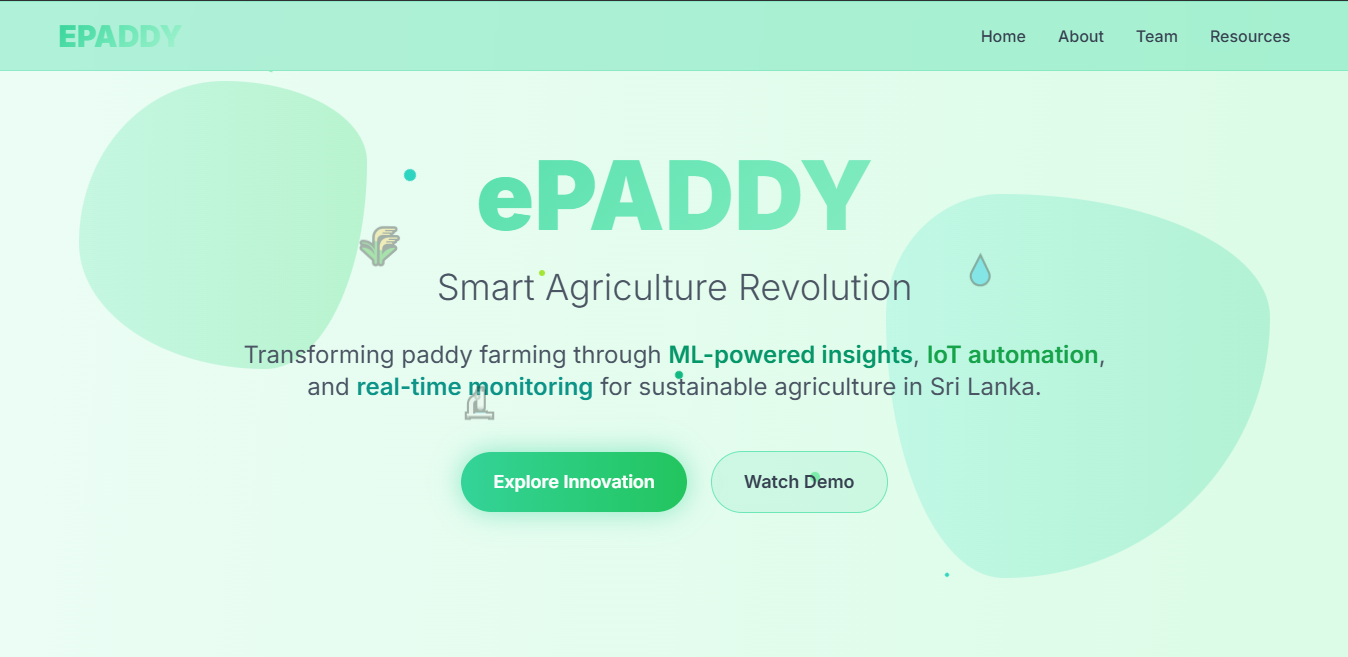 EPADDY
Home About Team Resources
ePADDY
Smart Agriculture Revolution
Transforming paddy farming through ML-powered insights, IoT automation,
and real-time monitoring for sustainable agriculture in Sri Lanka.
Explore Innovation
Watch Demo